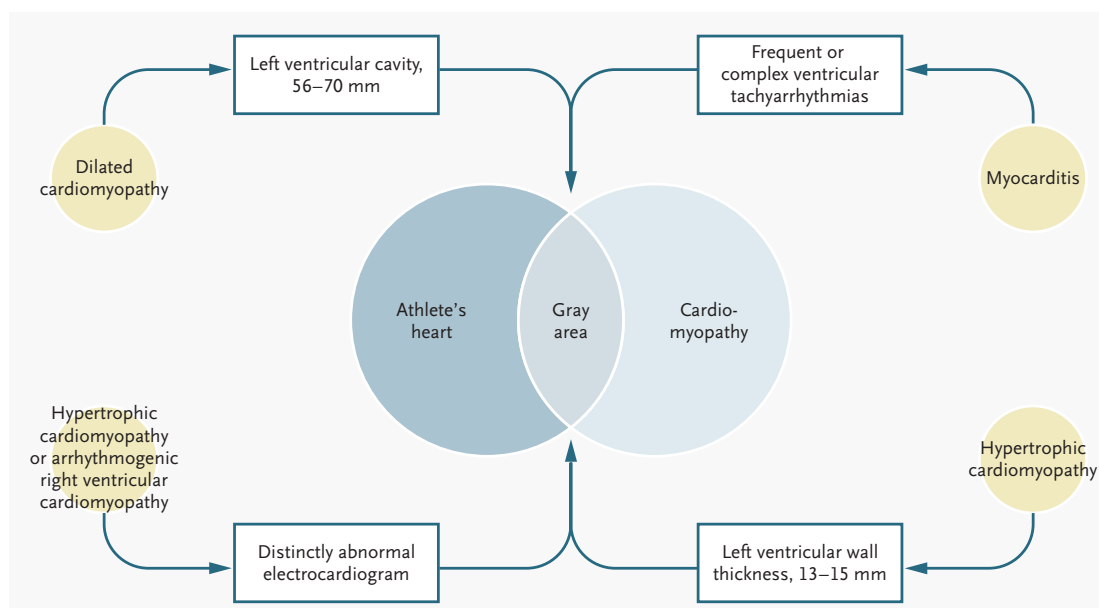 Left ventricular cavity,
56–70 mm
Frequent or
complex ventricular
tachyarrhythmias
Dilated
cardiomyopathy
Myocarditis
Athlete’s
heart
Gray
area
Cardio-
myopathy
Hypertrophic
cardiomyopathy
or arrhythmogenic
right ventricular
cardiomyopathy
Hypertrophic
cardiomyopathy
Distinctly abnormal
electrocardiogram
Left ventricular wall
thickness, 13–15 mm